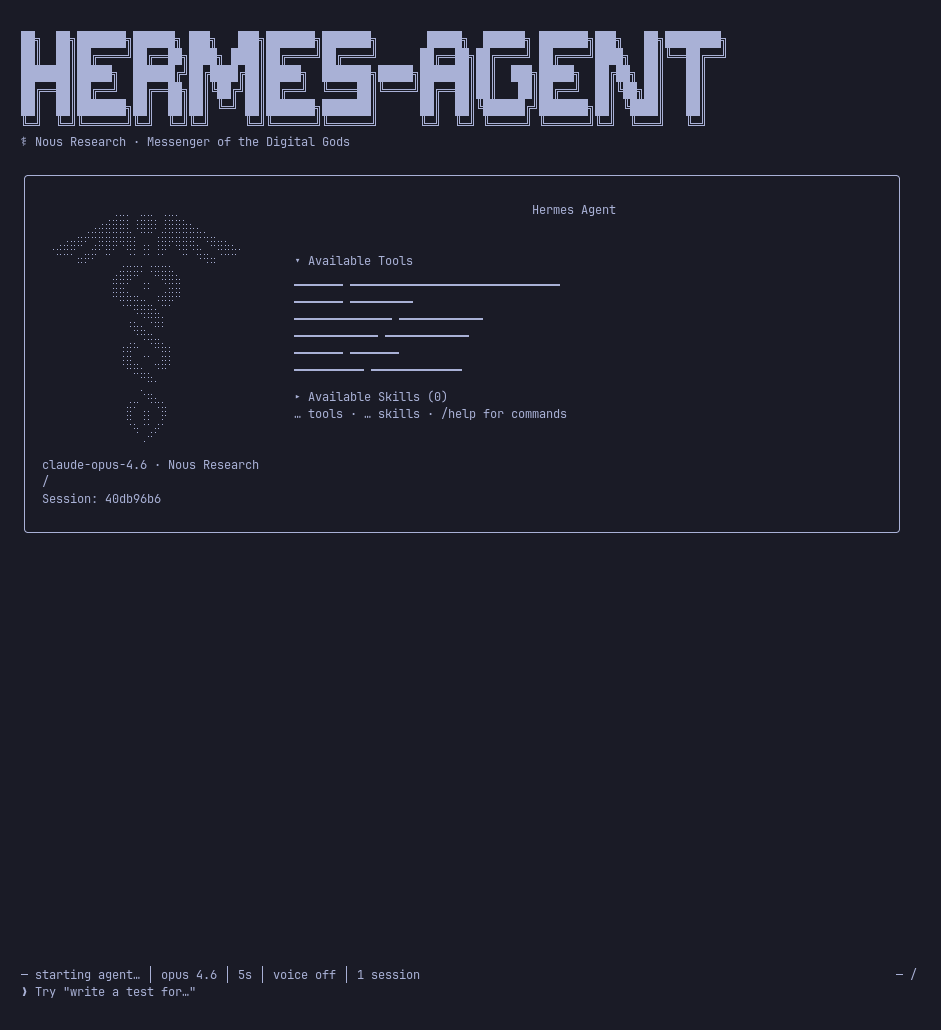 HERMES-AGENT
⚕ Nous Research · Messenger of the Digital Gods
Hermes Agent
▾ Available Tools
▸ Available Skills (0)
… tools · … skills · /help for commands
claude-opus-4.6 · Nous Research
/
Session: 40db96b6
─ starting agent… │ opus 4.6 │ 5s │ voice off │ 1 session ─ /
❯ Try "write a test for…"